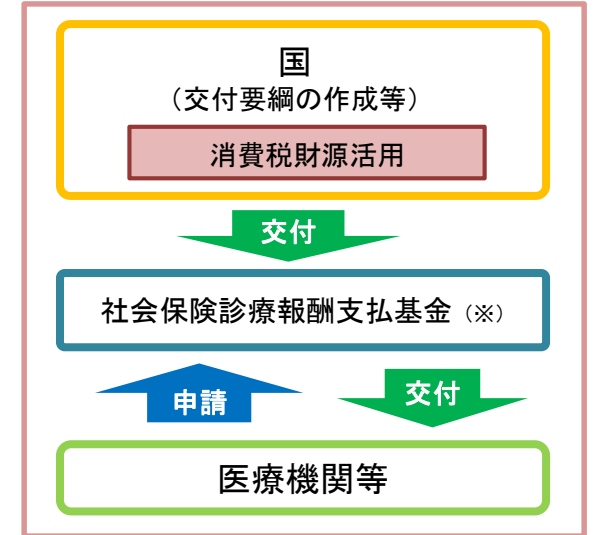 国
（交付要綱の作成等）
消費税財源活用
交付
社会保険診療報酬支払基金（※）
申請
交付
医療機関等